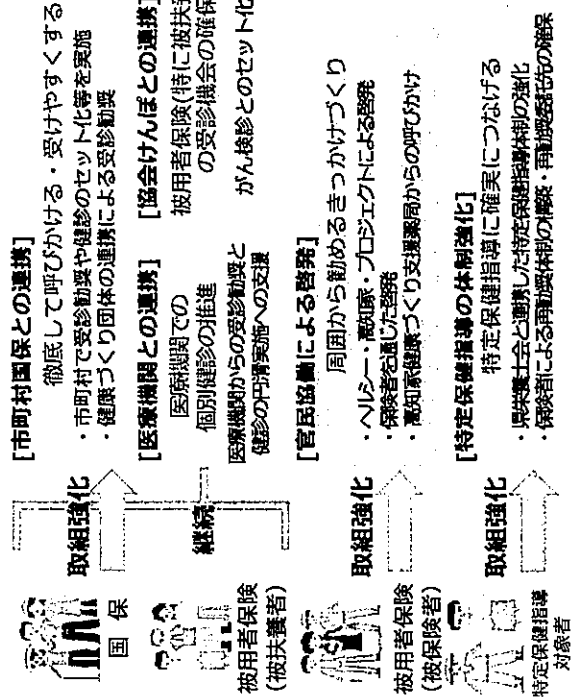 [市町村国保との連携]
徹底して呼びかける・受けやすくする
・市町村で受診勧奨や健診のセット化等を実施
・健康づくり団体の連携による受診勧奨
[医療機関との連携]
医療機関での
個別健診の推進
医療機関からの受診勧奨と
健診の円滑実施への支援
[協会けんぽとの連携]
被用者保険(特に被扶
の受診機会の確保
がん検診とのセット化
[官民協働による啓発]
周囲から勧めるきっかけづくり
・ヘルシー・高知家・プロジェクトによる啓発
・保険者を通じた啓発
・高知家健康づくり支援薬局からの呼びかけ
[特定保健指導の体制強化]
特定保健指導に確実につなげる
・県栄養士会と連携した特定保健指導体制の強化
・保険者による再勧奨体制の構築・再勧奨委託先の確保
取組強化
継続
取組強化
取組強化
国 保
被用者保険
(被扶養者)
被用者保険
(被保険者)
特定保健指導
対象者